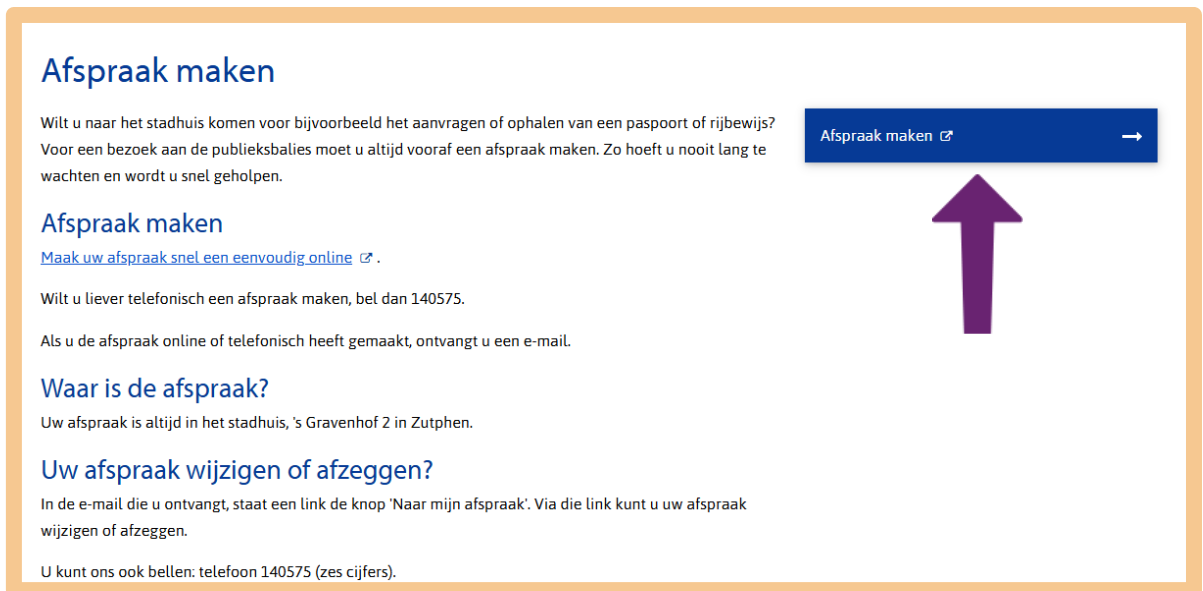 Afspraak maken
Wilt u naar het stadhuis komen voor bijvoorbeeld het aanvragen of ophalen van een paspoort of rijbewijs?
Voor een bezoek aan de publieksbalies moet u altijd vooraf een afspraak maken. Zo hoeft u nooit lang te
wachten en wordt u snel geholpen.
Afspraak maken
Afspraak maken
Maak uw afspraak snel een eenvoudig online .
Wilt u liever telefonisch een afspraak maken, bel dan 140575.
Als u de afspraak online of telefonisch heeft gemaakt, ontvangt u een e-mail.
Waar is de afspraak?
Uw afspraak is altijd in het stadhuis, 's Gravenhof 2 in Zutphen.
Uw afspraak wijzigen of afzeggen?
In de e-mail die u ontvangt, staat een link de knop 'Naar mijn afspraak'. Via die link kunt u uw afspraak
wijzigen of afzeggen.
U kunt ons ook bellen: telefoon 140575 (zes cijfers).